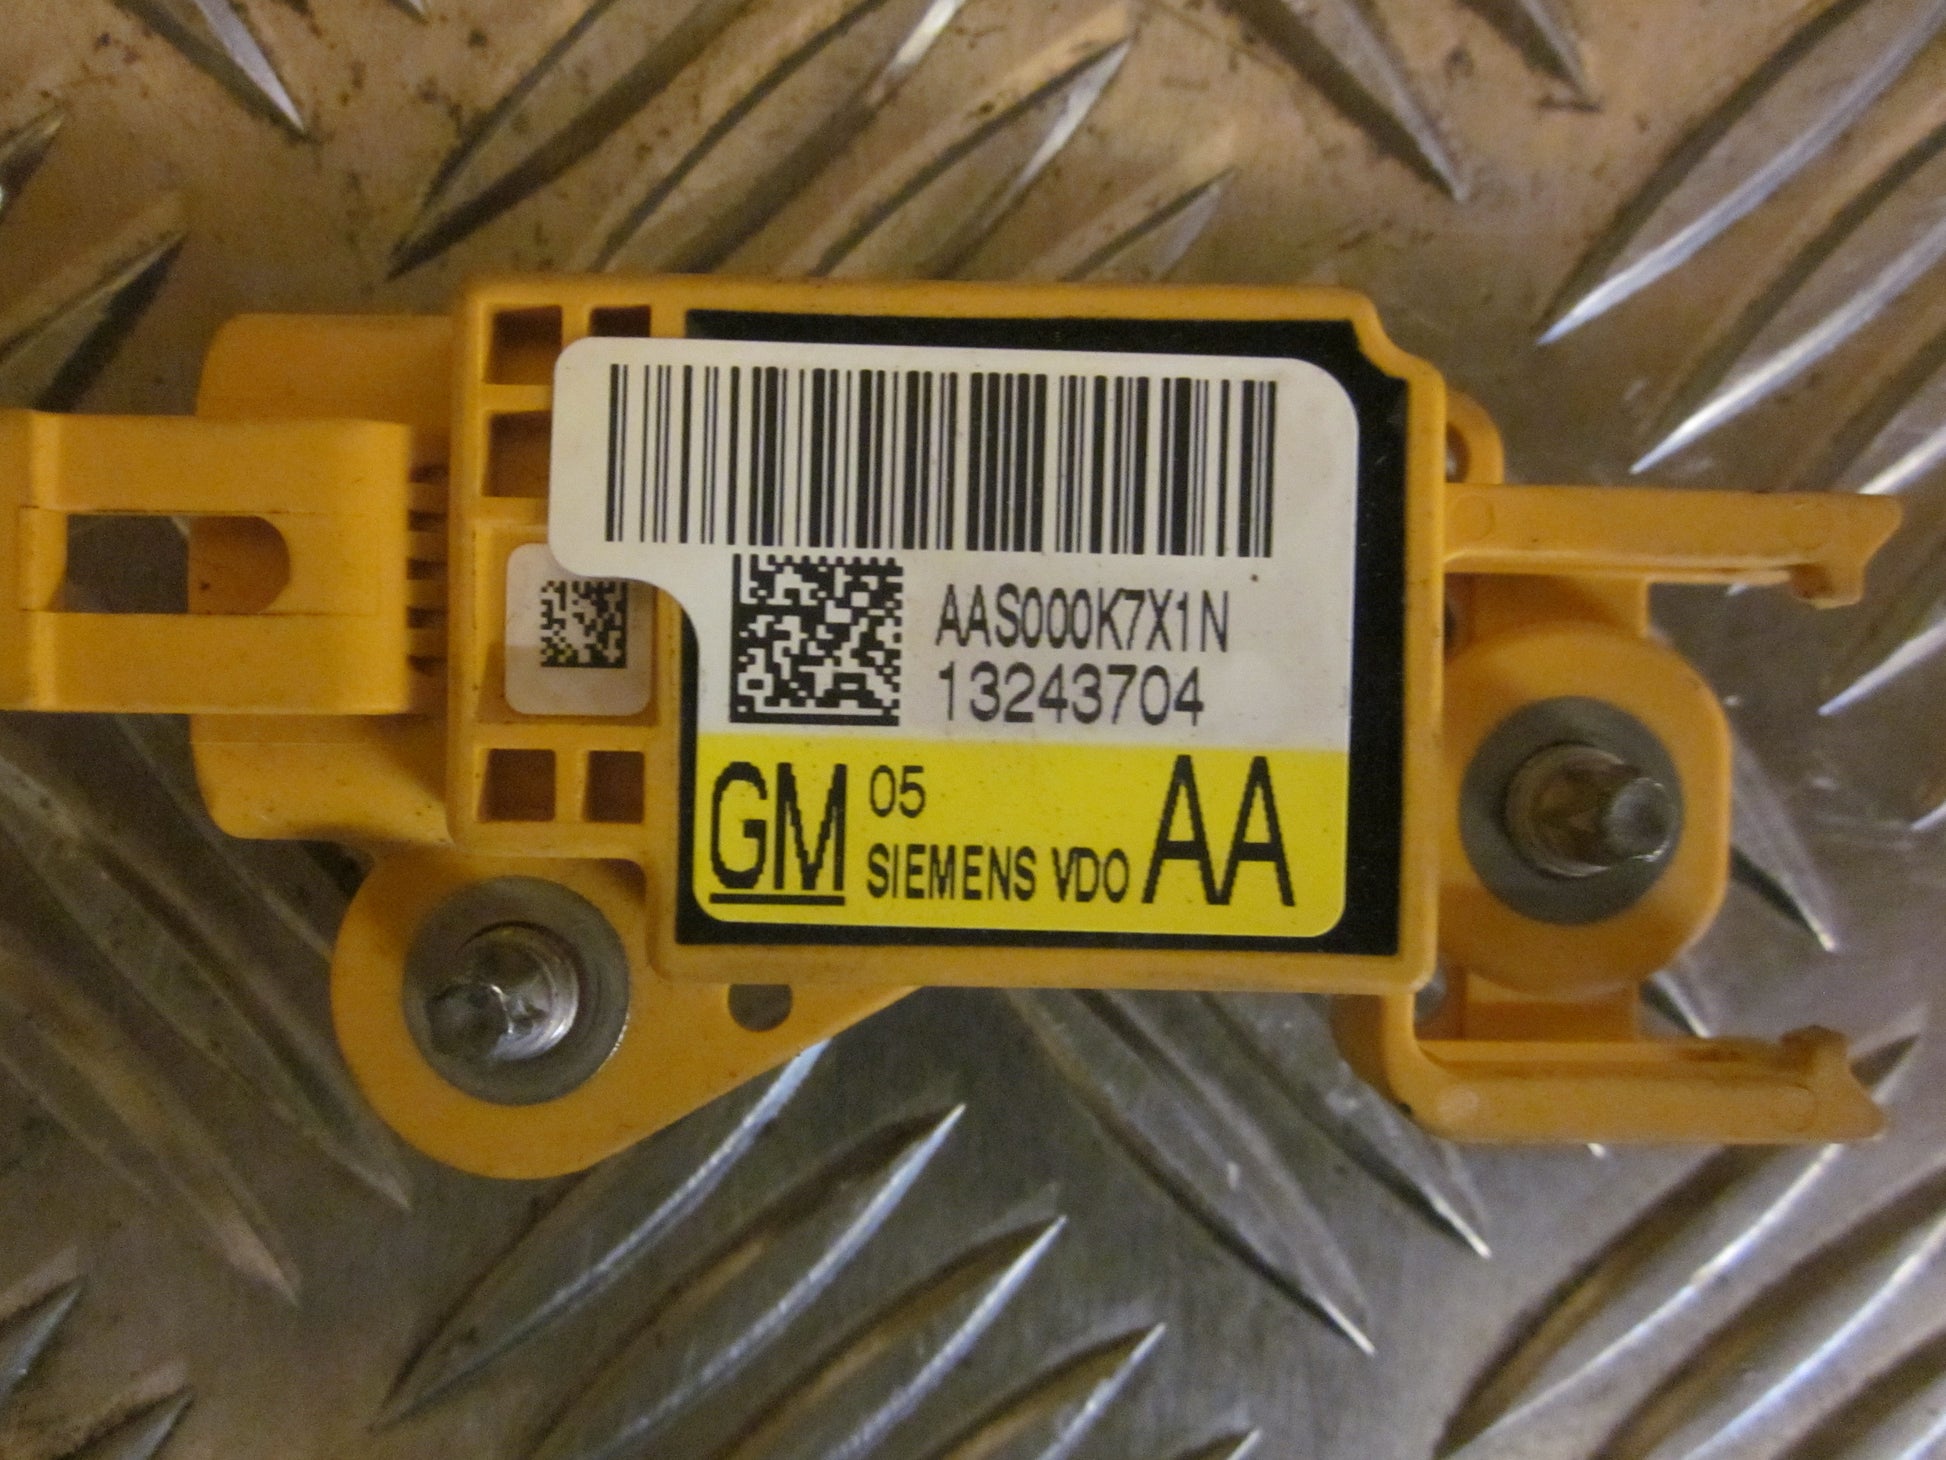 AAS000K7X1N
13243704
GM 05 SIEMENS VDO AA